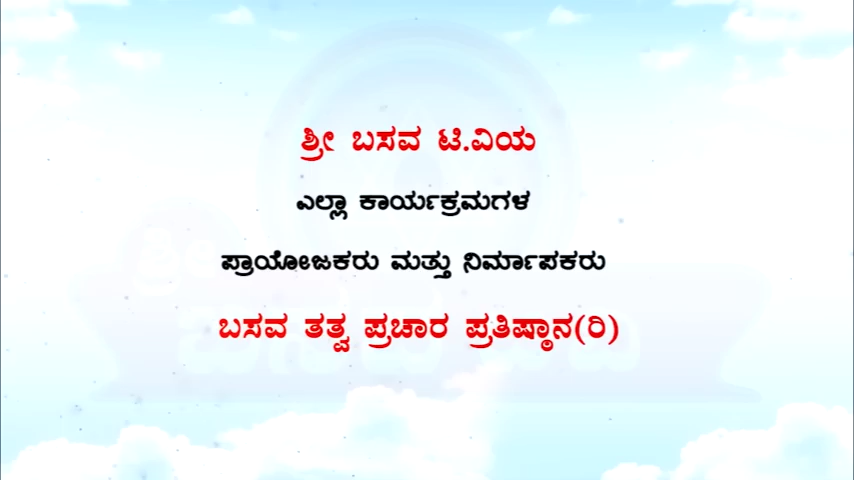 ಶ್ರೀ ಬಸವ ಟಿ.ವಿಯ
ಎಲ್ಲಾ ಕಾರ್ಯಕ್ರಮಗಳ
ಪ್ರಾಯೋಜಕರು ಮತ್ತು ನಿರ್ಮಾಪಕರು
ಬಸವ ತತ್ವ ಪ್ರಚಾರ ಪ್ರತಿಷ್ಠಾನ(ರಿ)